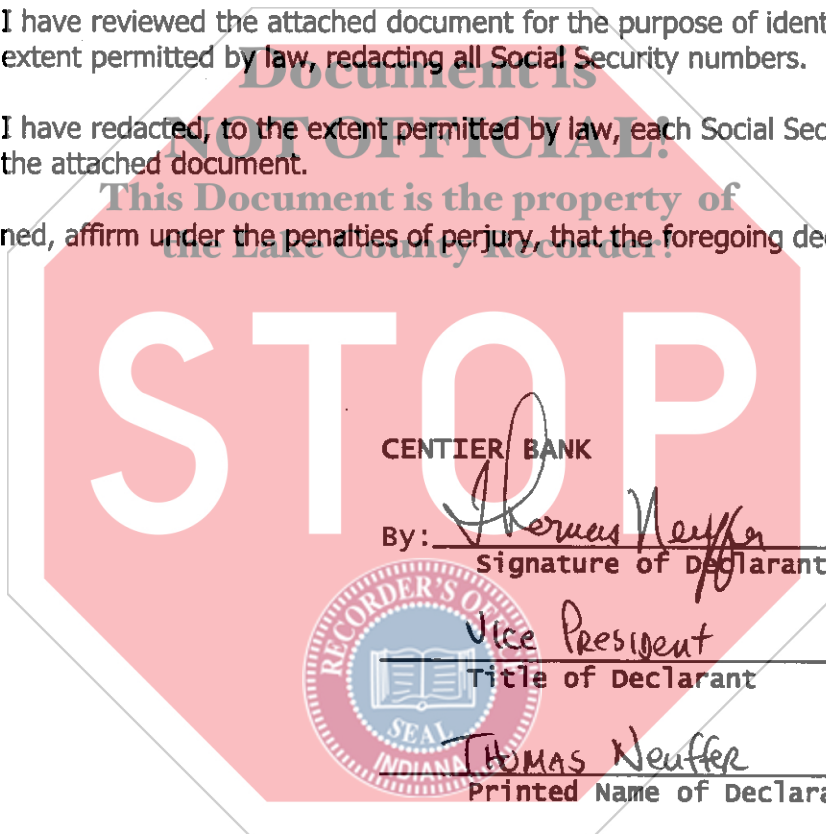 I have reviewed the attached document for the purpose of ident
extent permitted by law, redacting all Social Security numbers.
Document is
I have redacted, to the extent permitted by law, each Social Sec
NOT OFFICIAL!
the attached document.
This Document is the property of
ned, affirm under the penalties of perjury, that the foregoing de
the Lake County Recorder!
STOP
CENTIER BANK
By: Thomas Neuffer
Signature of Declarant
Vice President
Title of Declarant
RECORDER'S OFFICE
SEAL
INDIANA
THOMAS Neuffer
Printed Name of Declara